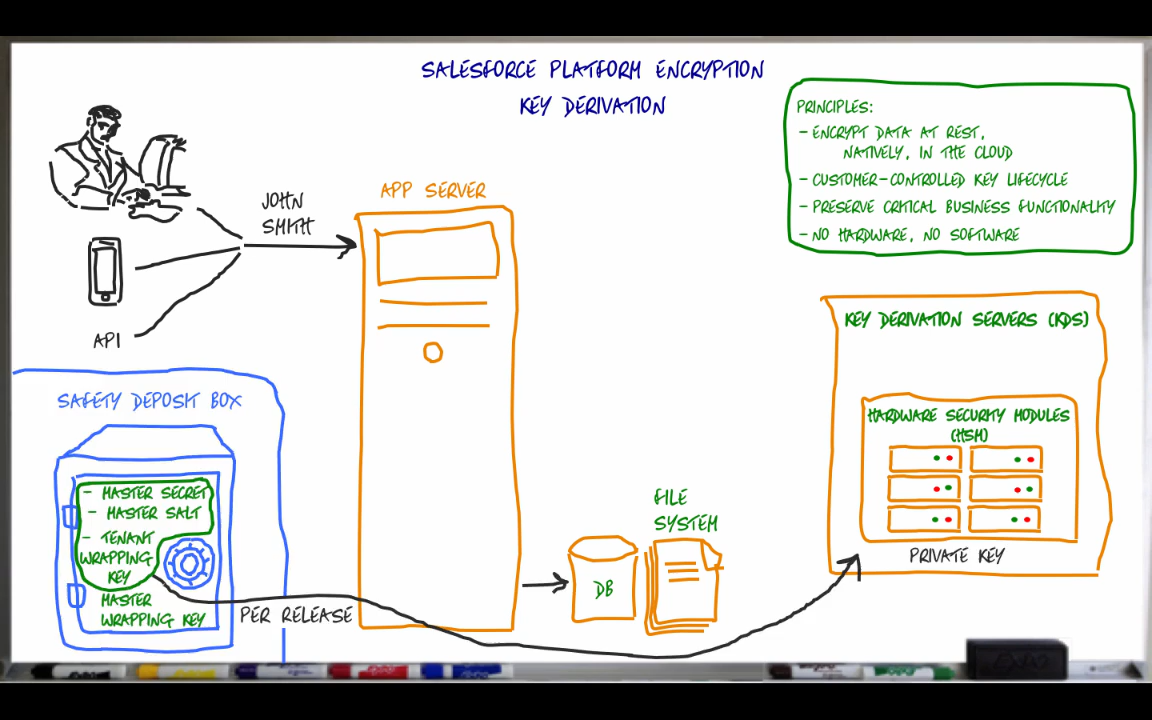 SALESFORCE PLATFORM ENCRYPTION
KEY DERIVATION
PRINCIPLES:
- ENCRYPT DATA AT REST,
NATIVELY, IN THE CLOUD
- CUSTOMER-CONTROLLED KEY LIFECYCLE
- PRESERVE CRITICAL BUSINESS FUNCTIONALITY
- NO HARDWARE, NO SOFTWARE
JOHN
SMITH
API
APP SERVER
SAFETY DEPOSIT BOX
- MASTER SECRET
- MASTER SALT
- TENANT
WRAPPING
KEY
MASTER
WRAPPING KEY
PER RELEASE
DB
FILE
SYSTEM
KEY DERIVATION SERVERS (KDS)
HARDWARE SECURITY MODULES
(HSM)
PRIVATE KEY
EXPO